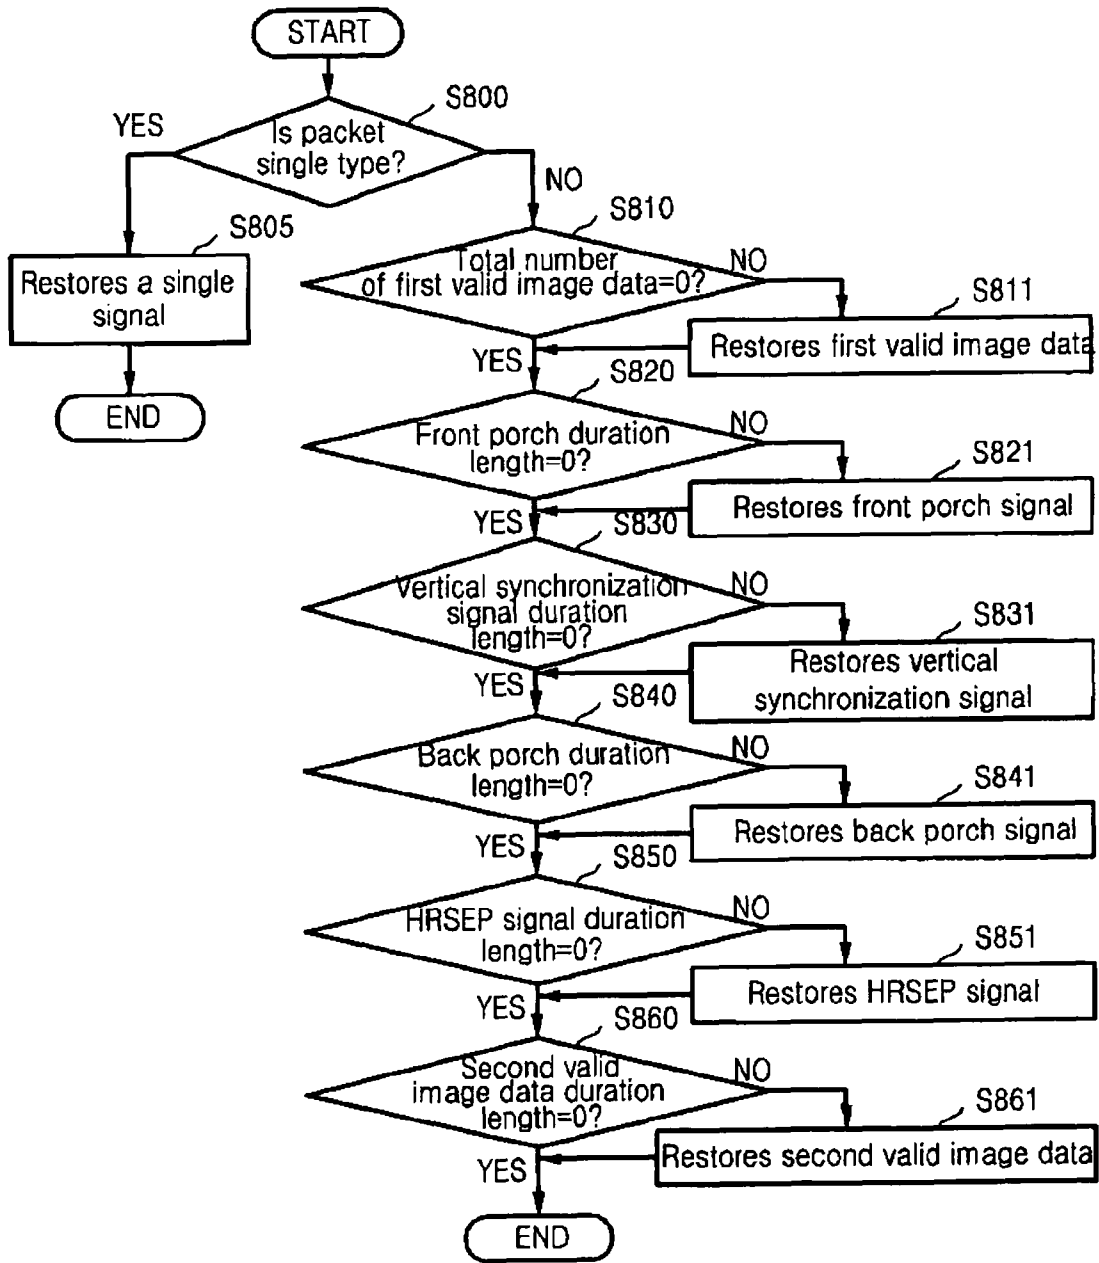 START
S800
YES
Is packet
single type?
NO
S805
Restores a single
signal
END
S810
Total number
of first valid image data=0?
NO
S811
Restores first valid image data
YES
S820
Front porch duration
length=0?
NO
S821
Restores front porch signal
YES
S830
Vertical synchronization
signal duration
length=0?
NO
S831
Restores vertical
synchronization signal
YES
S840
Back porch duration
length=0?
NO
S841
Restores back porch signal
YES
S850
HRSEP signal duration
length=0?
NO
S851
Restores HRSEP signal
YES
S860
Second valid
image data duration
length=0?
NO
S861
Restores second valid image data
YES
END